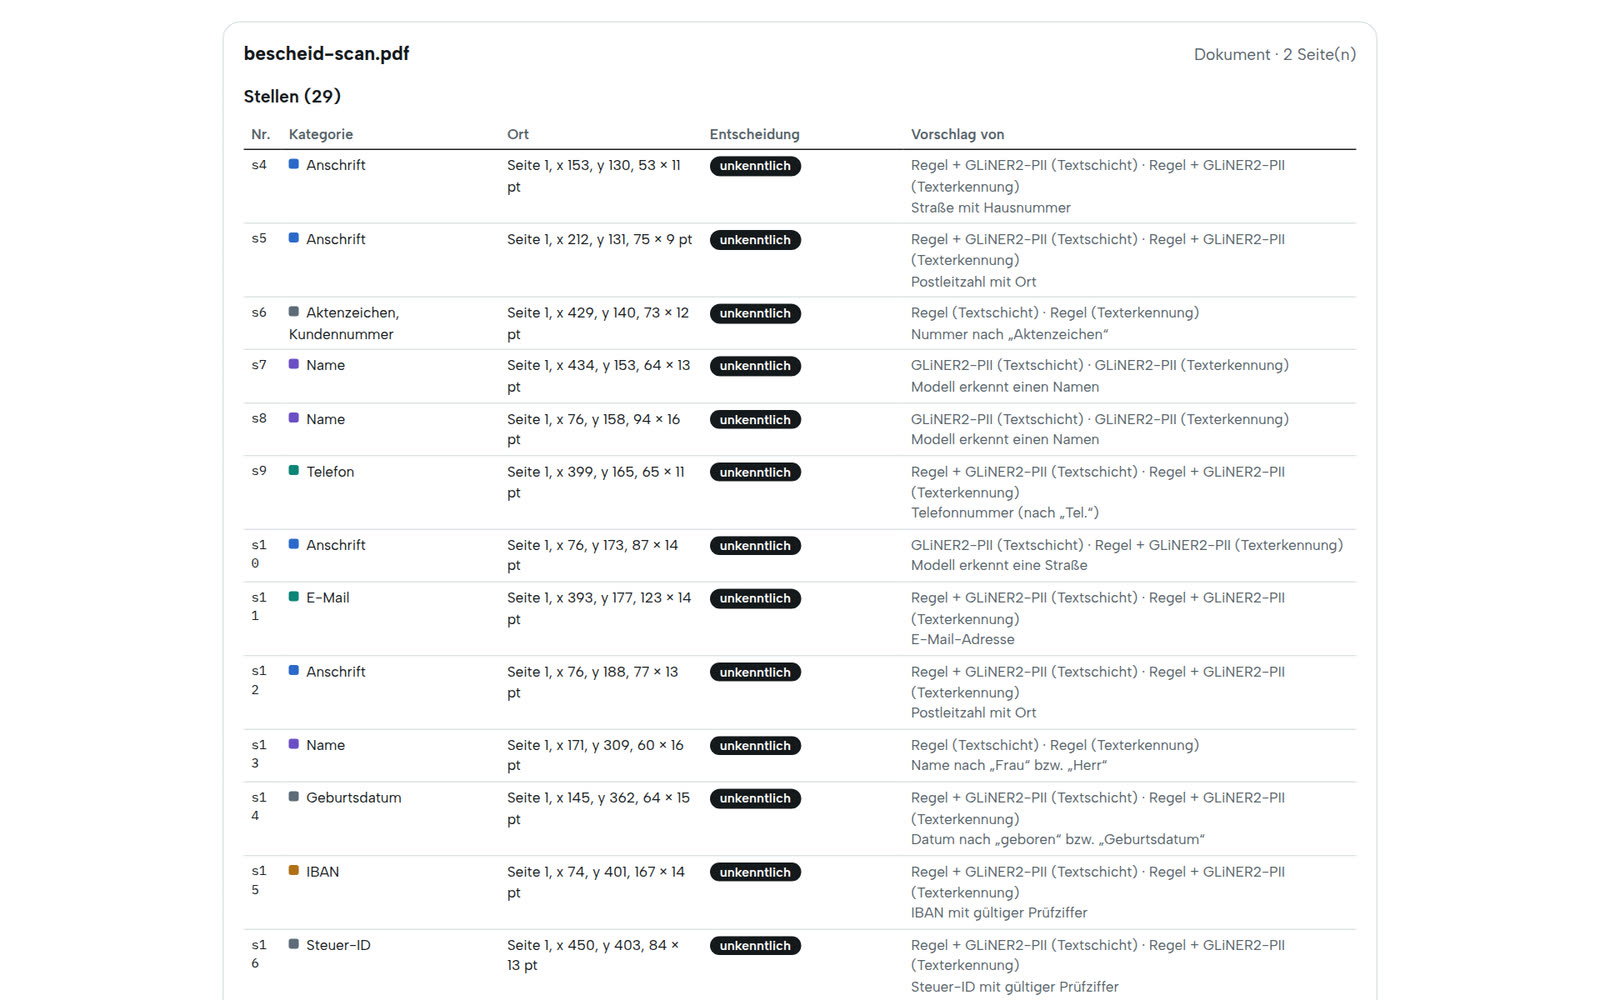 bescheid-scan.pdf
Dokument · 2 Seite(n)
Stellen (29)
Nr. Kategorie Ort Entscheidung Vorschlag von
s4 Anschrift Seite 1, x 153, y 130, 53 × 11 pt unkenntlich Regel + GLiNER2-PII (Textschicht) · Regel + GLiNER2-PII (Texterkennung)
Straße mit Hausnummer
s5 Anschrift Seite 1, x 212, y 131, 75 × 9 pt unkenntlich Regel + GLiNER2-PII (Textschicht) · Regel + GLiNER2-PII (Texterkennung)
Postleitzahl mit Ort
s6 Aktenzeichen, Kundennummer Seite 1, x 429, y 140, 73 × 12 pt unkenntlich Regel (Textschicht) · Regel (Texterkennung)
Nummer nach „Aktenzeichen“
s7 Name Seite 1, x 434, y 153, 64 × 13 pt unkenntlich GLiNER2-PII (Textschicht) · GLiNER2-PII (Texterkennung)
Modell erkennt einen Namen
s8 Name Seite 1, x 76, y 158, 94 × 16 pt unkenntlich GLiNER2-PII (Textschicht) · GLiNER2-PII (Texterkennung)
Modell erkennt einen Namen
s9 Telefon Seite 1, x 399, y 165, 65 × 11 pt unkenntlich Regel + GLiNER2-PII (Textschicht) · Regel + GLiNER2-PII (Texterkennung)
Telefonnummer (nach „Tel.“)
s10 Anschrift Seite 1, x 76, y 173, 87 × 14 pt unkenntlich GLiNER2-PII (Textschicht) · Regel + GLiNER2-PII (Texterkennung)
Modell erkennt eine Straße
s11 E-Mail Seite 1, x 393, y 177, 123 × 14 pt unkenntlich Regel + GLiNER2-PII (Textschicht) · Regel + GLiNER2-PII (Texterkennung)
E-Mail-Adresse
s12 Anschrift Seite 1, x 76, y 188, 77 × 13 pt unkenntlich Regel + GLiNER2-PII (Textschicht) · Regel + GLiNER2-PII (Texterkennung)
Postleitzahl mit Ort
s13 Name Seite 1, x 171, y 309, 60 × 16 pt unkenntlich Regel (Textschicht) · Regel (Texterkennung)
Name nach „Frau“ bzw. „Herr“
s14 Geburtsdatum Seite 1, x 145, y 362, 64 × 15 pt unkenntlich Regel + GLiNER2-PII (Textschicht) · Regel + GLiNER2-PII (Texterkennung)
Datum nach „geboren“ bzw. „Geburtsdatum“
s15 IBAN Seite 1, x 74, y 401, 167 × 14 pt unkenntlich Regel + GLiNER2-PII (Textschicht) · Regel + GLiNER2-PII (Texterkennung)
IBAN mit gültiger Prüfziffer
s16 Steuer-ID Seite 1, x 450, y 403, 84 × 13 pt unkenntlich Regel + GLiNER2-PII (Textschicht) · Regel + GLiNER2-PII (Texterkennung)
Steuer-ID mit gültiger Prüfziffer